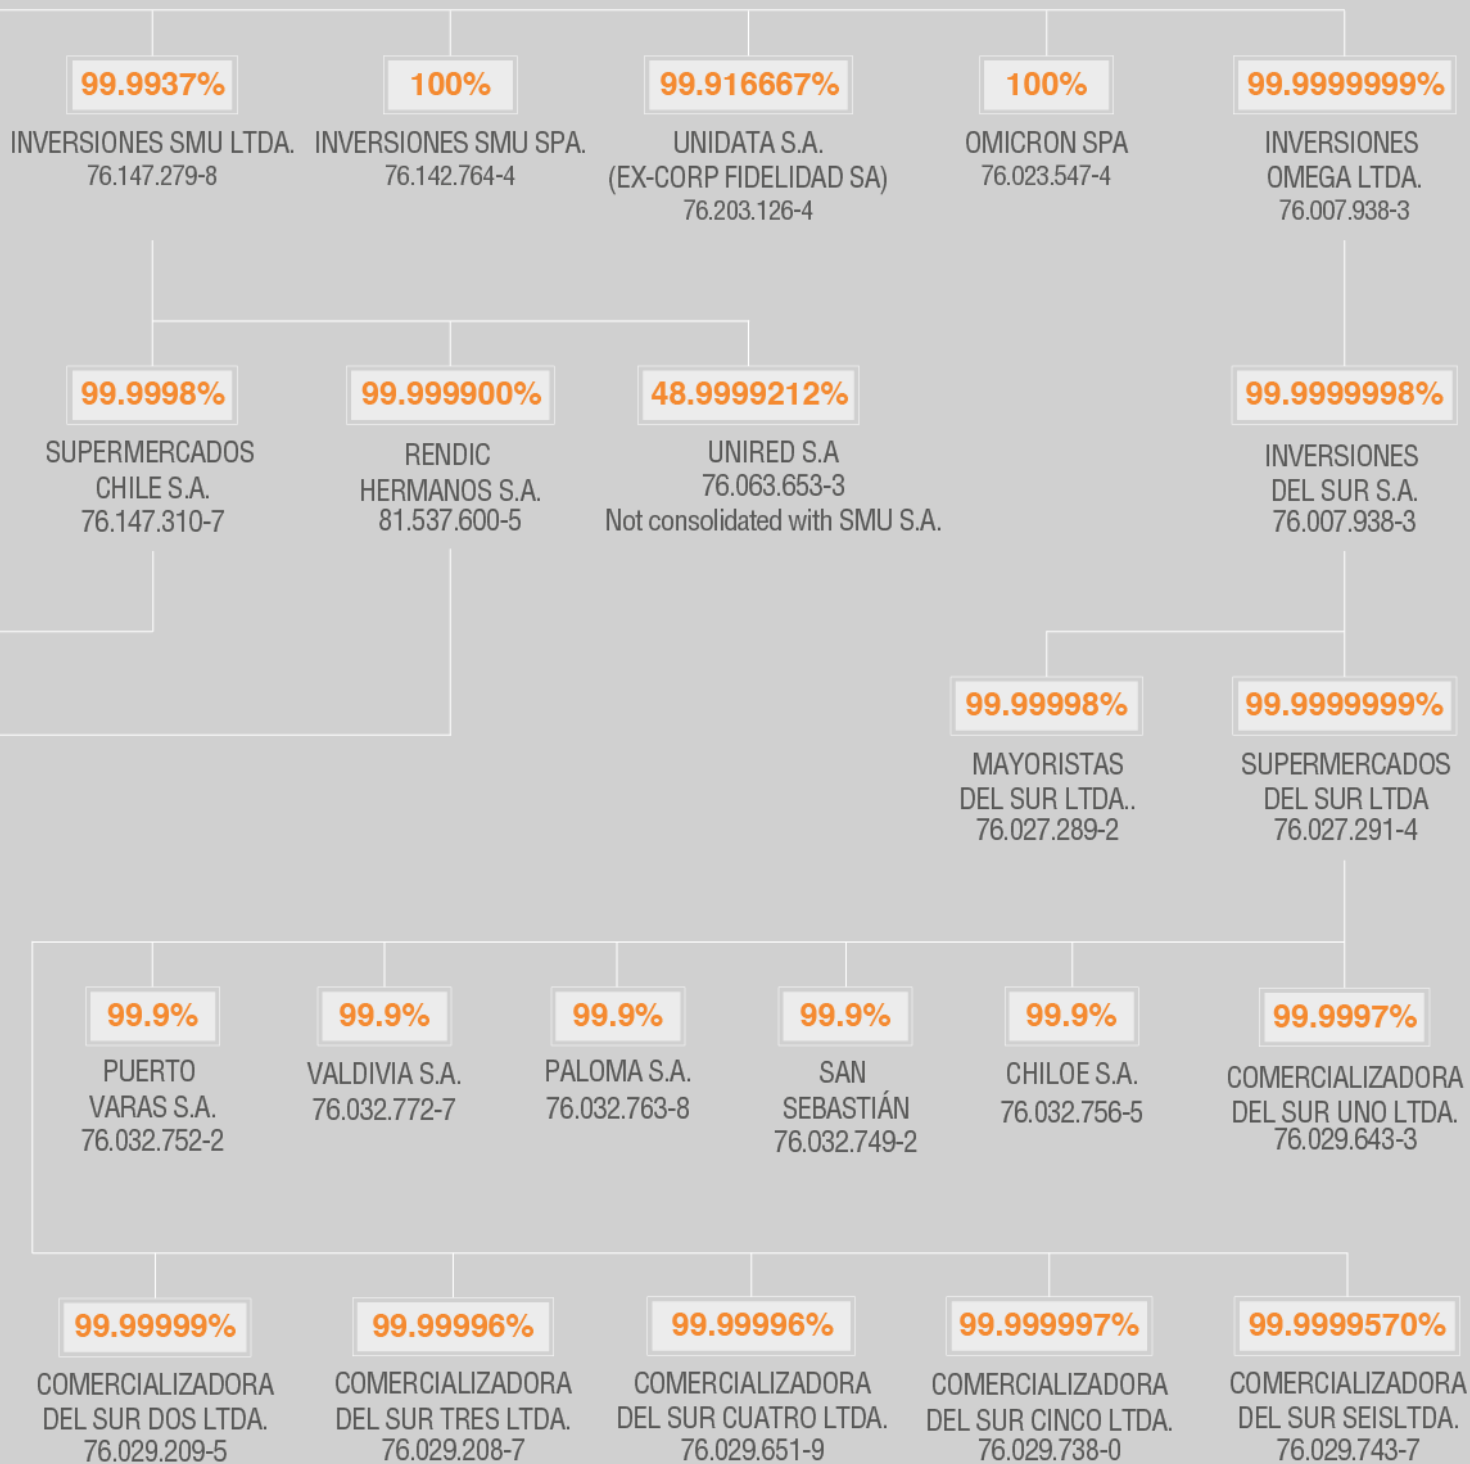 99.9937%
INVERSIONES SMU LTDA.
76.147.279-8
100%
INVERSIONES SMU SPA.
76.142.764-4
99.916667%
UNIDATA S.A.
(EX-CORP FIDELIDAD SA)
76.203.126-4
100%
OMICRON SPA
76.023.547-4
99.9999999%
INVERSIONES
OMEGA LTDA.
76.007.938-3
99.9998%
SUPERMERCADOS
CHILE S.A.
76.147.310-7
99.999900%
RENDIC
HERMANOS S.A.
81.537.600-5
48.9999212%
UNIRED S.A
76.063.653-3
Not consolidated with SMU S.A.
99.9999998%
INVERSIONES
DEL SUR S.A.
76.007.938-3
99.99998%
MAYORISTAS
DEL SUR LTDA..
76.027.289-2
99.9999999%
SUPERMERCADOS
DEL SUR LTDA
76.027.291-4
99.9%
PUERTO
VARAS S.A.
76.032.752-2
99.9%
VALDIVIA S.A.
76.032.772-7
99.9%
PALOMA S.A.
76.032.763-8
99.9%
SAN
SEBASTIÁN
76.032.749-2
99.9%
CHILOE S.A.
76.032.756-5
99.9997%
COMERCIALIZADORA
DEL SUR UNO LTDA.
76.029.643-3
99.99999%
COMERCIALIZADORA
DEL SUR DOS LTDA.
76.029.209-5
99.99996%
COMERCIALIZADORA
DEL SUR TRES LTDA.
76.029.208-7
99.99996%
COMERCIALIZADORA
DEL SUR CUATRO LTDA.
76.029.651-9
99.999997%
COMERCIALIZADORA
DEL SUR CINCO LTDA.
76.029.738-0
99.9999570%
COMERCIALIZADORA
DEL SUR SEISLTDA.
76.029.743-7